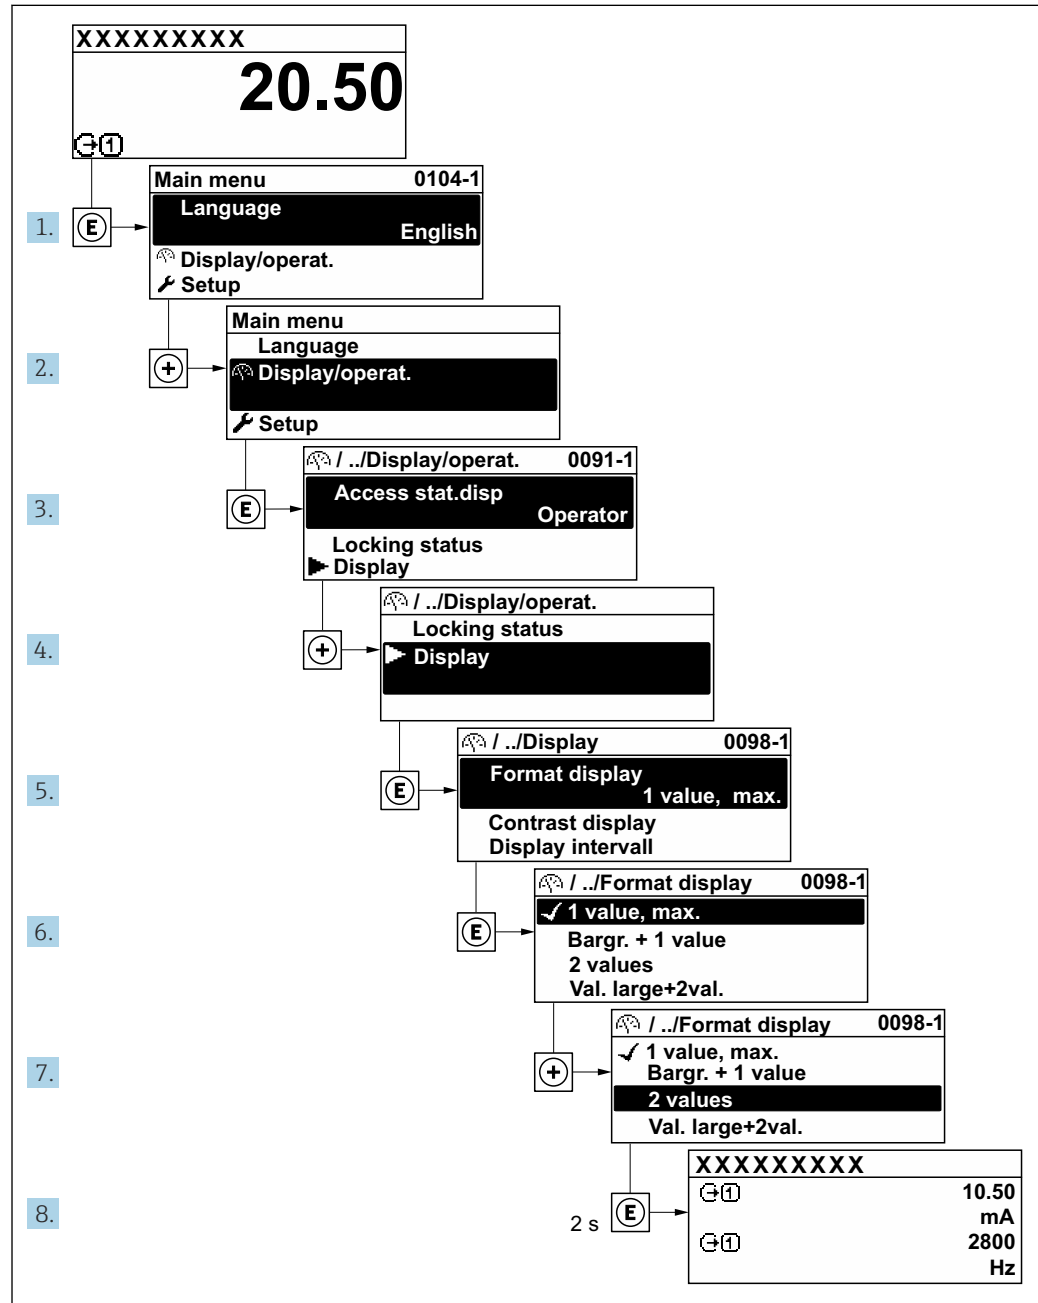 XXXXXXXXX
20.50
1
Main menu 0104-1
1. E Language
English
Display/operat.
Setup
Main menu
Language
2. + Display/operat.
Setup
/ ../Display/operat. 0091-1
3. E Access stat.disp
Operator
Locking status
Display
/ ../Display/operat.
Locking status
4. + Display
/ ../Display 0098-1
5. E Format display
1 value, max.
Contrast display
Display intervall
/ ../Format display 0098-1
1 value, max.
6. E Bargr. + 1 value
2 values
Val. large+2val.
/ ../Format display 0098-1
1 value, max.
7. + Bargr. + 1 value
2 values
Val. large+2val.
XXXXXXXXX
1 10.50
8. 2 s E mA
1 2800
Hz